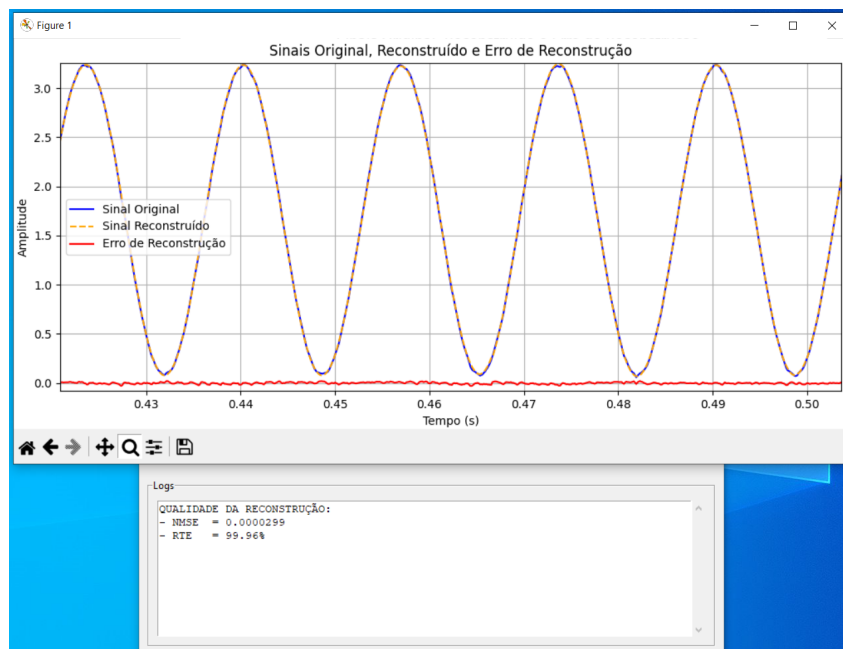 Figure 1
Sinais Original, Reconstruído e Erro de Reconstrução
3.0
2.5
2.0
1.5
1.0
0.5
0.0
Amplitude
Sinal Original
Sinal Reconstruído
Erro de Reconstrução
0.43 0.44 0.45 0.46 0.47 0.48 0.49 0.50
Tempo (s)
Logs
QUALIDADE DA RECONSTRUÇÃO:
- NMSE = 0.0000299
- RTE = 99.96%